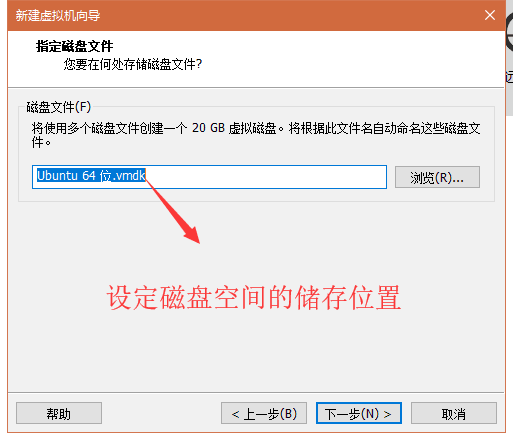 新建虚拟机向导
指定磁盘文件
您要在何处存储磁盘文件?
磁盘文件(F)
将使用多个磁盘文件创建一个 20 GB 虚拟磁盘。将根据此文件名自动命名这些磁盘文
件。
Ubuntu 64 位.vmdk
浏览(R)...
设定磁盘空间的储存位置
帮助
< 上一步(B)
下一步(N) >
取消
远